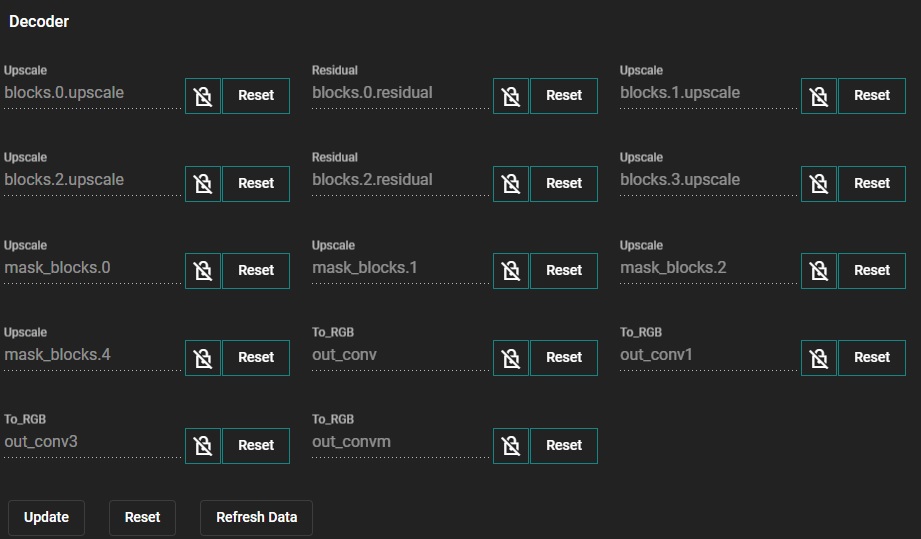 Decoder
Upscale
blocks.0.upscale
Reset
Residual
blocks.0.residual
Reset
Upscale
blocks.1.upscale
Reset
Upscale
blocks.2.upscale
Reset
Residual
blocks.2.residual
Reset
Upscale
blocks.3.upscale
Reset
Upscale
mask_blocks.0
Reset
Upscale
mask_blocks.1
Reset
Upscale
mask_blocks.2
Reset
Upscale
mask_blocks.4
Reset
To_RGB
out_conv
Reset
To_RGB
out_conv1
Reset
To_RGB
out_conv3
Reset
To_RGB
out_convm
Reset
Update
Reset
Refresh Data